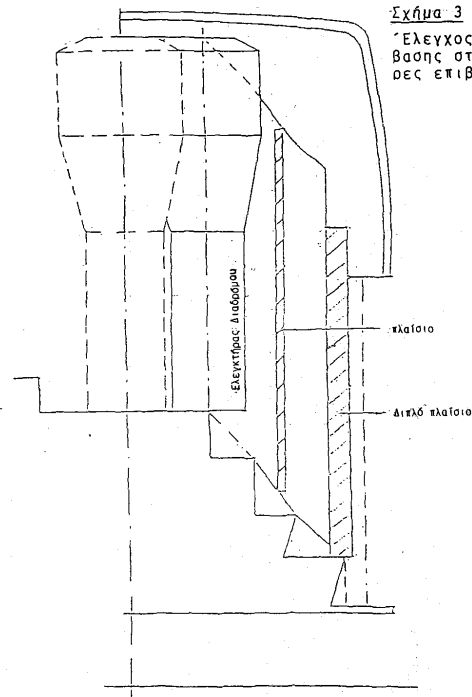 Σχήμα 3
Έλεγχος
βασης στ
ρες επιβ
Ελεγκτήρας Διαδρόμου
πλαίσιο
Διπλό πλαίσιο